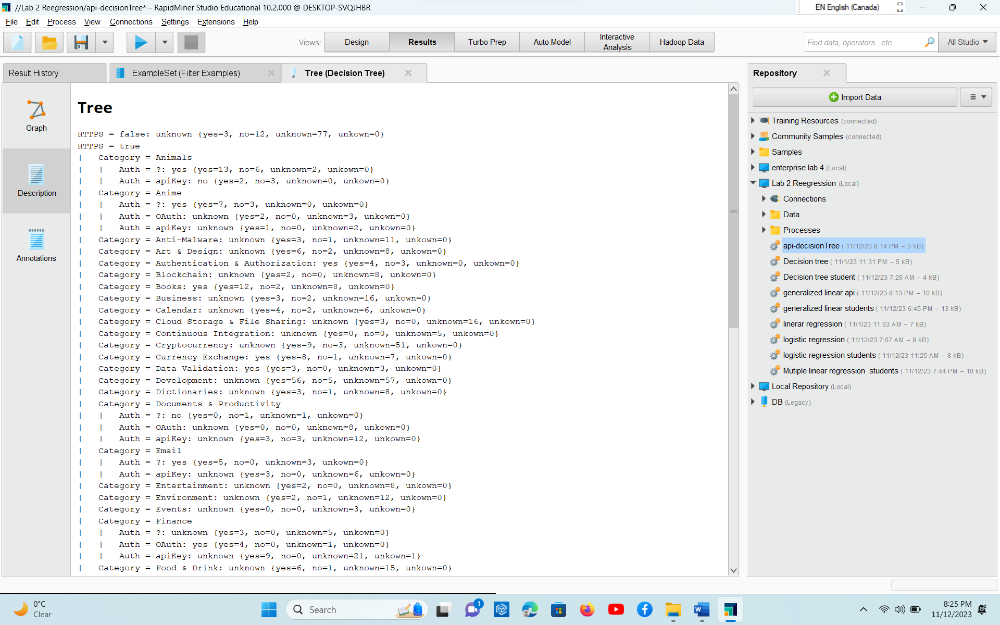 //Lab 2 Reegression/api-decisionTree* – RapidMiner Studio Educational 10.2.000 @ DESKTOP-SVQJHBR
EN English (Canada)
File Edit Process View Connections Settings Extensions Help
Views: Design Results Turbo Prep Auto Model Interactive Analysis Hadoop Data
Find data, operators...etc All Studio
Result History
ExampleSet (Filter Examples)
Tree (Decision Tree)
Graph
Description
Annotations
Tree
HTTPS = false: unknown {yes=3, no=12, unknown=77, unkown=0}
HTTPS = true
| Category = Animals
| | Auth = ?: yes {yes=13, no=6, unknown=2, unkown=0}
| | Auth = apiKey: no {yes=2, no=3, unknown=0, unkown=0}
| Category = Anime
| | Auth = ?: yes {yes=7, no=3, unknown=0, unkown=0}
| | Auth = OAuth: unknown {yes=2, no=0, unknown=3, unkown=0}
| | Auth = apiKey: unknown {yes=1, no=0, unknown=2, unkown=0}
| Category = Anti-Malware: unknown {yes=3, no=1, unknown=11, unkown=0}
| Category = Art & Design: unknown {yes=6, no=2, unknown=8, unkown=0}
| Category = Authentication & Authorization: yes {yes=4, no=3, unknown=0, unkown=0}
| Category = Blockchain: unknown {yes=2, no=0, unknown=8, unkown=0}
| Category = Books: yes {yes=12, no=2, unknown=8, unkown=0}
| Category = Business: unknown {yes=3, no=2, unknown=16, unkown=0}
| Category = Calendar: unknown {yes=4, no=2, unknown=6, unkown=0}
| Category = Cloud Storage & File Sharing: unknown {yes=3, no=0, unknown=16, unkown=0}
| Category = Continuous Integration: unknown {yes=0, no=0, unknown=5, unkown=0}
| Category = Cryptocurrency: unknown {yes=9, no=3, unknown=51, unkown=0}
| Category = Currency Exchange: yes {yes=8, no=1, unknown=7, unkown=0}
| Category = Data Validation: yes {yes=3, no=0, unknown=3, unkown=0}
| Category = Development: unknown {yes=56, no=5, unknown=57, unkown=0}
| Category = Dictionaries: unknown {yes=3, no=1, unknown=8, unkown=0}
| Category = Documents & Productivity
| | Auth = ?: no {yes=0, no=1, unknown=1, unkown=0}
| | Auth = OAuth: unknown {yes=0, no=0, unknown=8, unkown=0}
| | Auth = apiKey: unknown {yes=3, no=3, unknown=12, unkown=0}
| Category = Email
| | Auth = ?: yes {yes=5, no=0, unknown=3, unkown=0}
| | Auth = apiKey: unknown {yes=3, no=0, unknown=6, unkown=0}
| Category = Entertainment: unknown {yes=2, no=0, unknown=8, unkown=0}
| Category = Environment: unknown {yes=2, no=1, unknown=12, unkown=0}
| Category = Events: unknown {yes=0, no=0, unknown=3, unkown=0}
| Category = Finance
| | Auth = ?: unknown {yes=3, no=0, unknown=5, unkown=0}
| | Auth = OAuth: yes {yes=4, no=0, unknown=1, unkown=0}
| | Auth = apiKey: unknown {yes=9, no=0, unknown=21, unkown=1}
| Category = Food & Drink: unknown {yes=6, no=1, unknown=15, unkown=0}
Repository
Import Data
Training Resources (connected)
Community Samples (connected)
Samples
enterprise lab 4 (Local)
Lab 2 Reegression (Local)
Connections
Data
Processes
api-decisionTree ( 11/12/23 8:14 PM – 3 kB)
Decision tree ( 11/1/23 11:31 PM – 5 kB)
Decision tree student ( 11/12/23 7:29 AM – 4 kB)
generalized linear api ( 11/12/23 8:13 PM – 10 kB)
generalized linear students ( 11/12/23 6:45 PM – 13 kB)
linerar regression ( 11/1/23 11:03 AM – 7 kB)
logistic regression ( 11/12/23 7:07 AM – 8 kB)
logistic regression students ( 11/12/23 11:25 AM – 8 kB)
Mutiple linear regression students ( 11/12/23 7:44 PM – 10 kB)
Local Repository (Local)
DB (Legacy)
0°C
Clear
Search
1
8:25 PM
11/12/2023